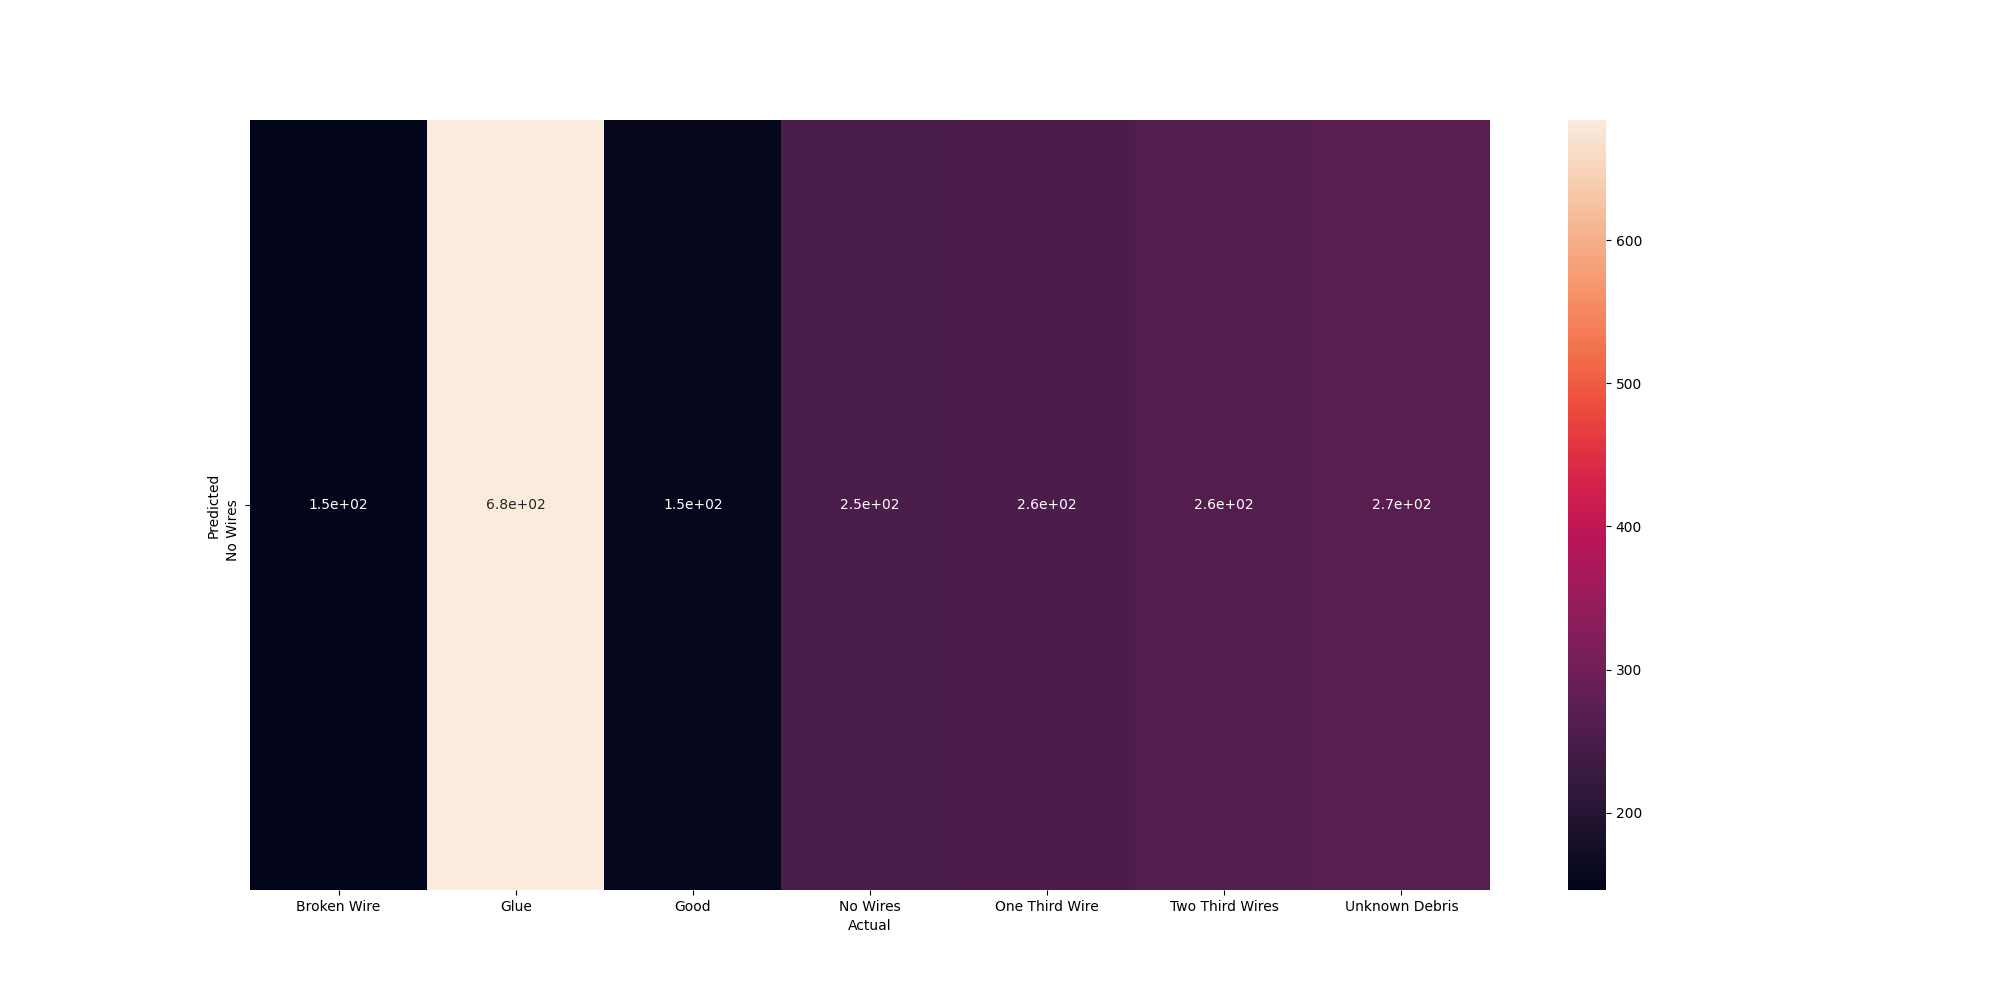 600
500
400
300
200
Predicted
No Wires
1.5e+02 6.8e+02 1.5e+02 2.5e+02 2.6e+02 2.6e+02 2.7e+02
Broken Wire Glue Good No Wires One Third Wire Two Third Wires Unknown Debris
Actual